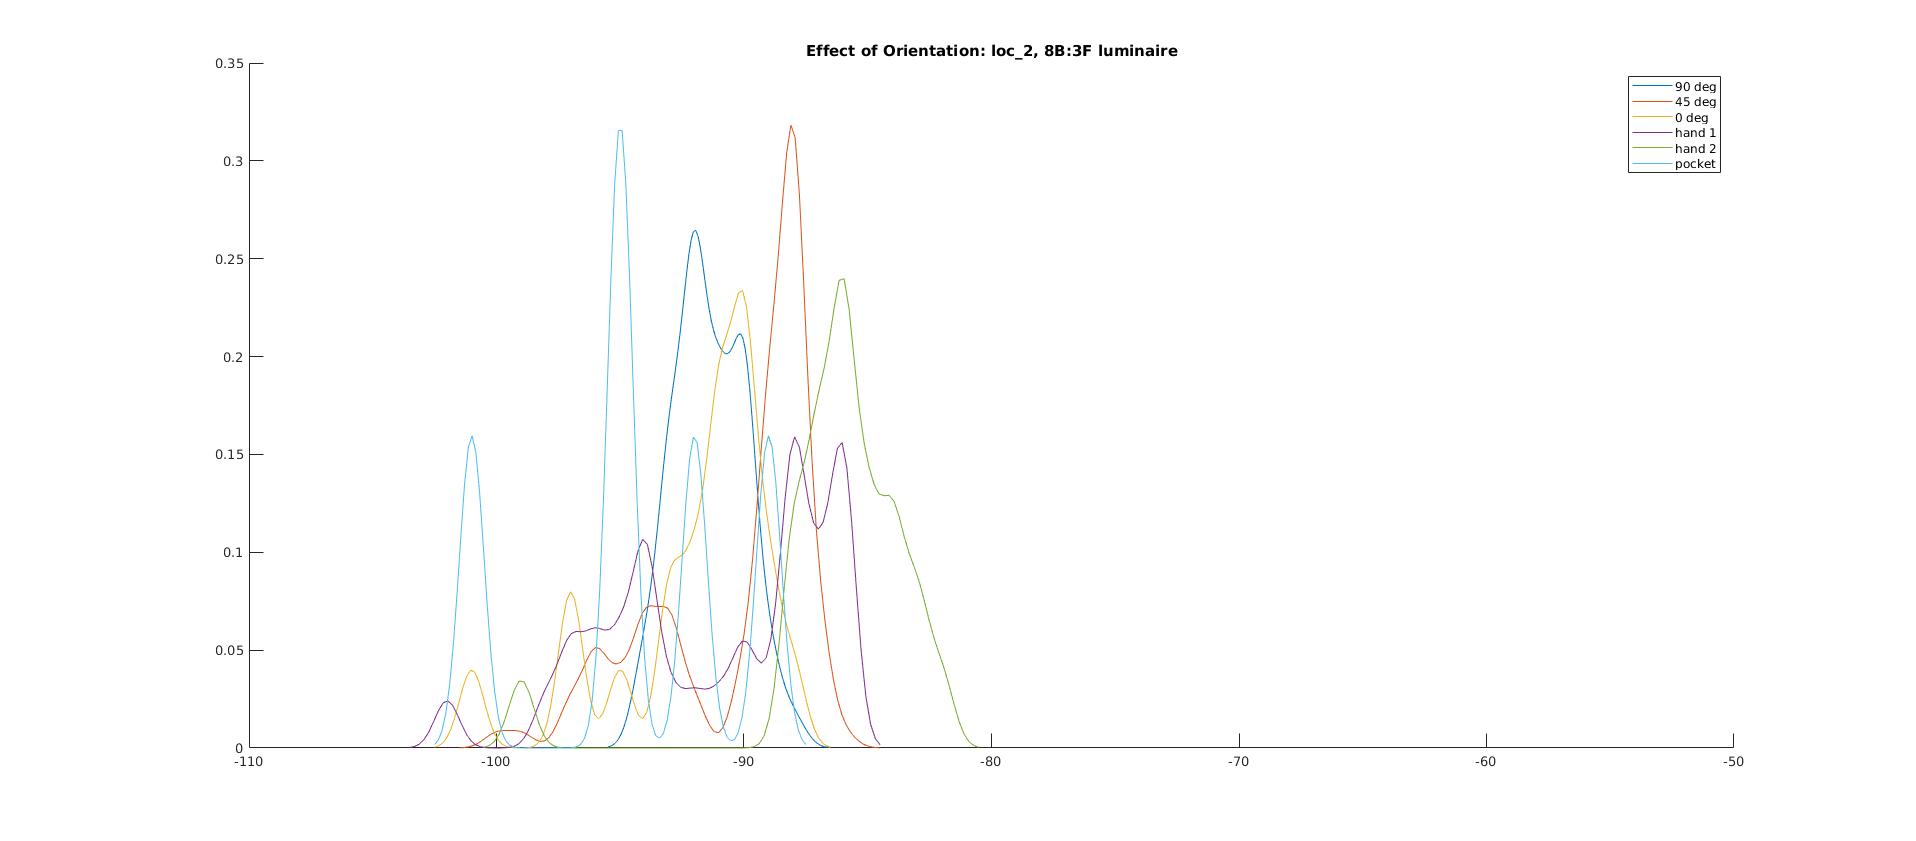 Effect of Orientation: loc_2, 8B:3F luminaire
0.35
0.3
0.25
0.2
0.15
0.1
0.05
0
-110
-100
-90
-80
-70
-60
-50
90 deg
45 deg
0 deg
hand 1
hand 2
pocket